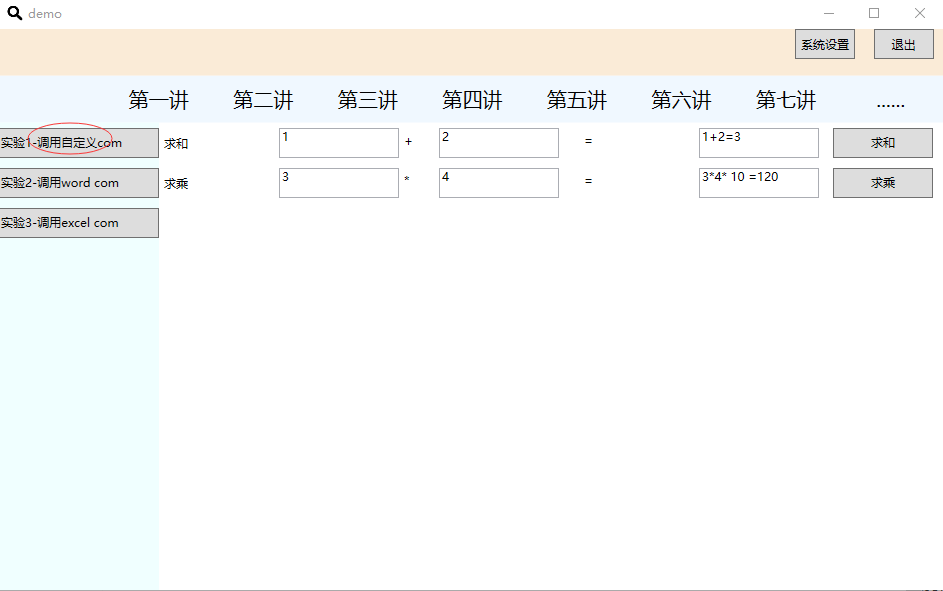 demo
系统设置 退出
第一讲 第二讲 第三讲 第四讲 第五讲 第六讲 第七讲 ......
实验1-调用自定义com 求和 1 + 2 = 1+2=3 求和
实验2-调用word com 求乘 3 * 4 = 3*4* 10 =120 求乘
实验3-调用excel com